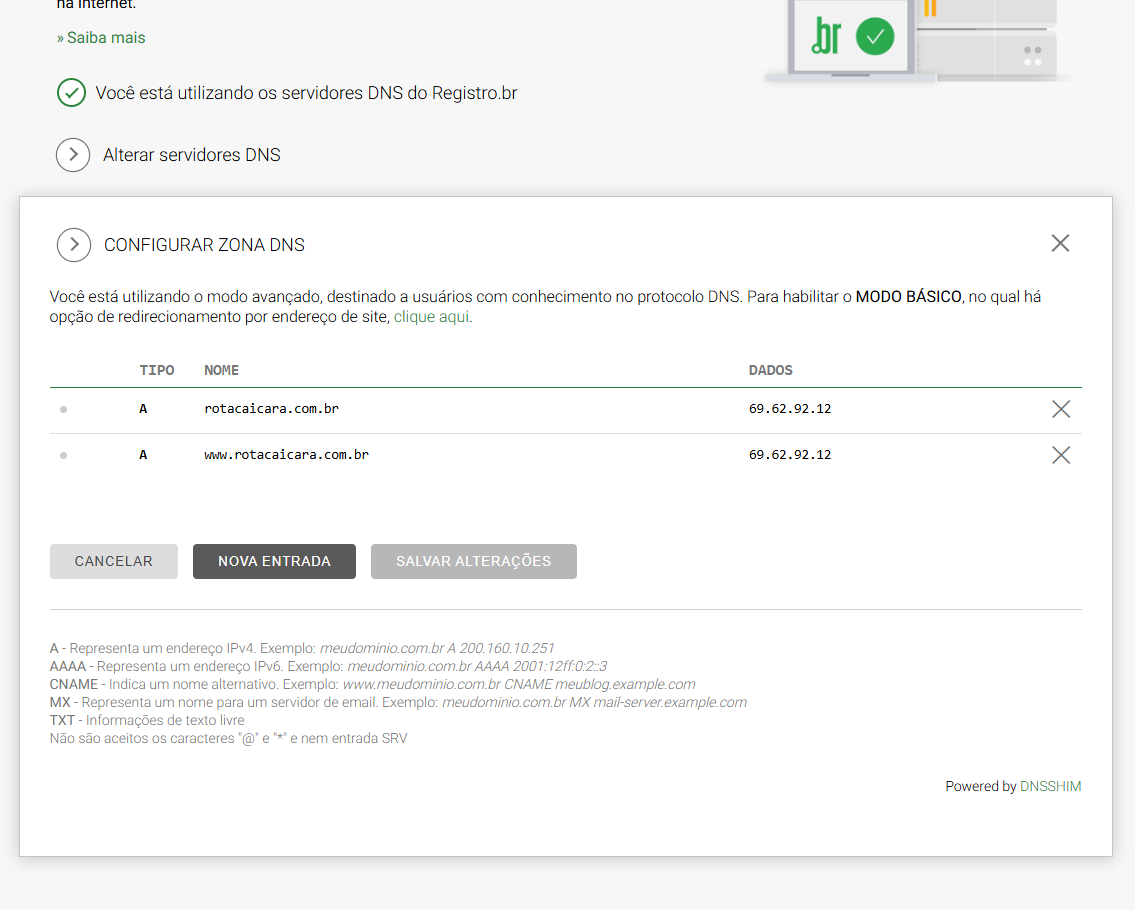 na internet.
» Saiba mais
.br
Você está utilizando os servidores DNS do Registro.br
Alterar servidores DNS
CONFIGURAR ZONA DNS
Você está utilizando o modo avançado, destinado a usuários com conhecimento no protocolo DNS. Para habilitar o MODO BÁSICO, no qual há
opção de redirecionamento por endereço de site, clique aqui.
TIPO NOME DADOS
A rotacaicara.com.br 69.62.92.12
A www.rotacaicara.com.br 69.62.92.12
CANCELAR NOVA ENTRADA SALVAR ALTERAÇÕES
A - Representa um endereço IPv4. Exemplo: meudominio.com.br A 200.160.10.251
AAAA - Representa um endereço IPv6. Exemplo: meudominio.com.br AAAA 2001:12ff:0:2::3
CNAME - Indica um nome alternativo. Exemplo: www.meudominio.com.br CNAME meublog.example.com
MX - Representa um nome para um servidor de email. Exemplo: meudominio.com.br MX mail-server.example.com
TXT - Informações de texto livre
Não são aceitos os caracteres "@" e "*" e nem entrada SRV
Powered by DNSSHIM